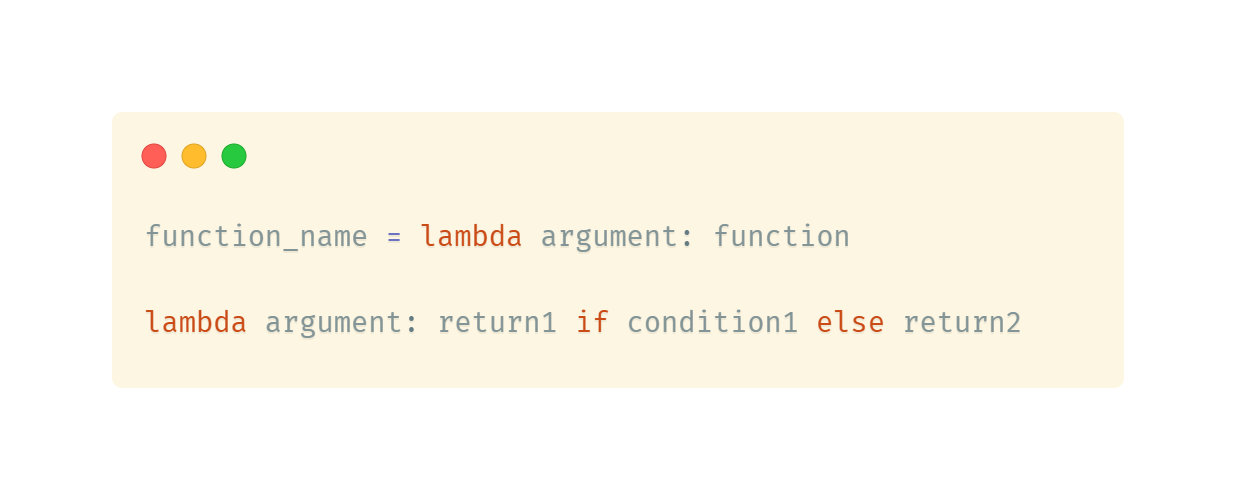 function_name = lambda argument: function
lambda argument: return1 if condition1 else return2